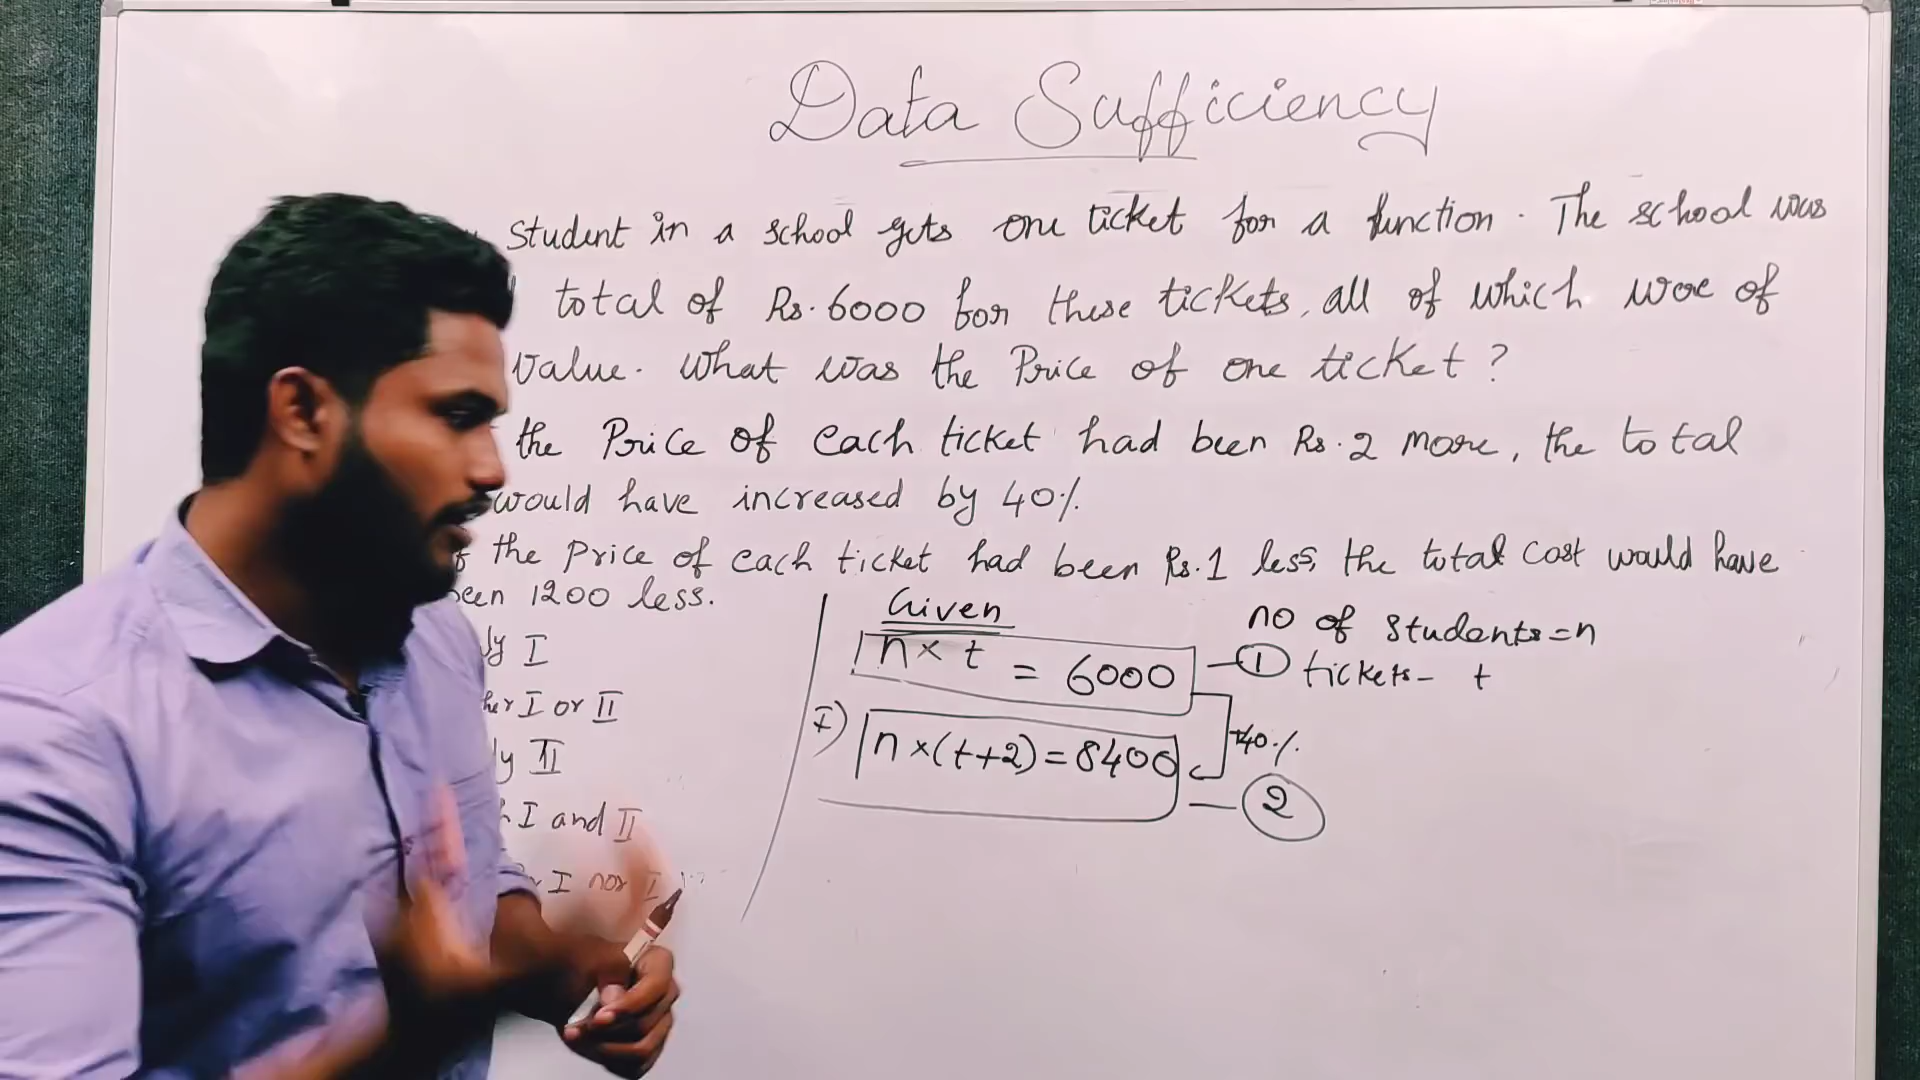 Data Sufficiency
student in a school gets one ticket for a function. The school was
total of Rs. 6000 for these tickets, all of which were of
value. What was the Price of one ticket?
the Price of each ticket had been Rs. 2 more, the total
would have increased by 40%.
the price of each ticket had been Rs. 1 less, the total cost would have
been 1200 less.
I
I or II
II
I and II
I nor
Given
n × t = 6000 — 1
no of students = n
tickets - t
I) n × (t+2) = 8400
+40%
— 2